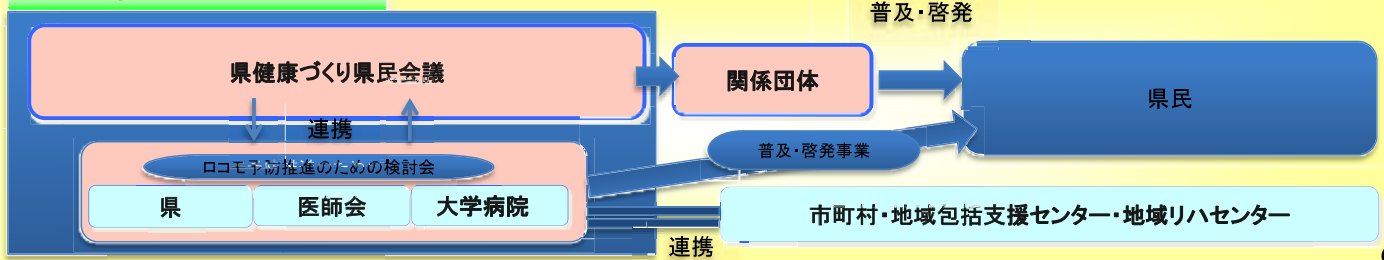 普及・啓発
県健康づくり県民会議
関係団体
県民
連携
普及・啓発事業
ロコモ予防推進のための検討会
県
医師会
大学病院
市町村・地域包括支援センター・地域リハセンター
連携